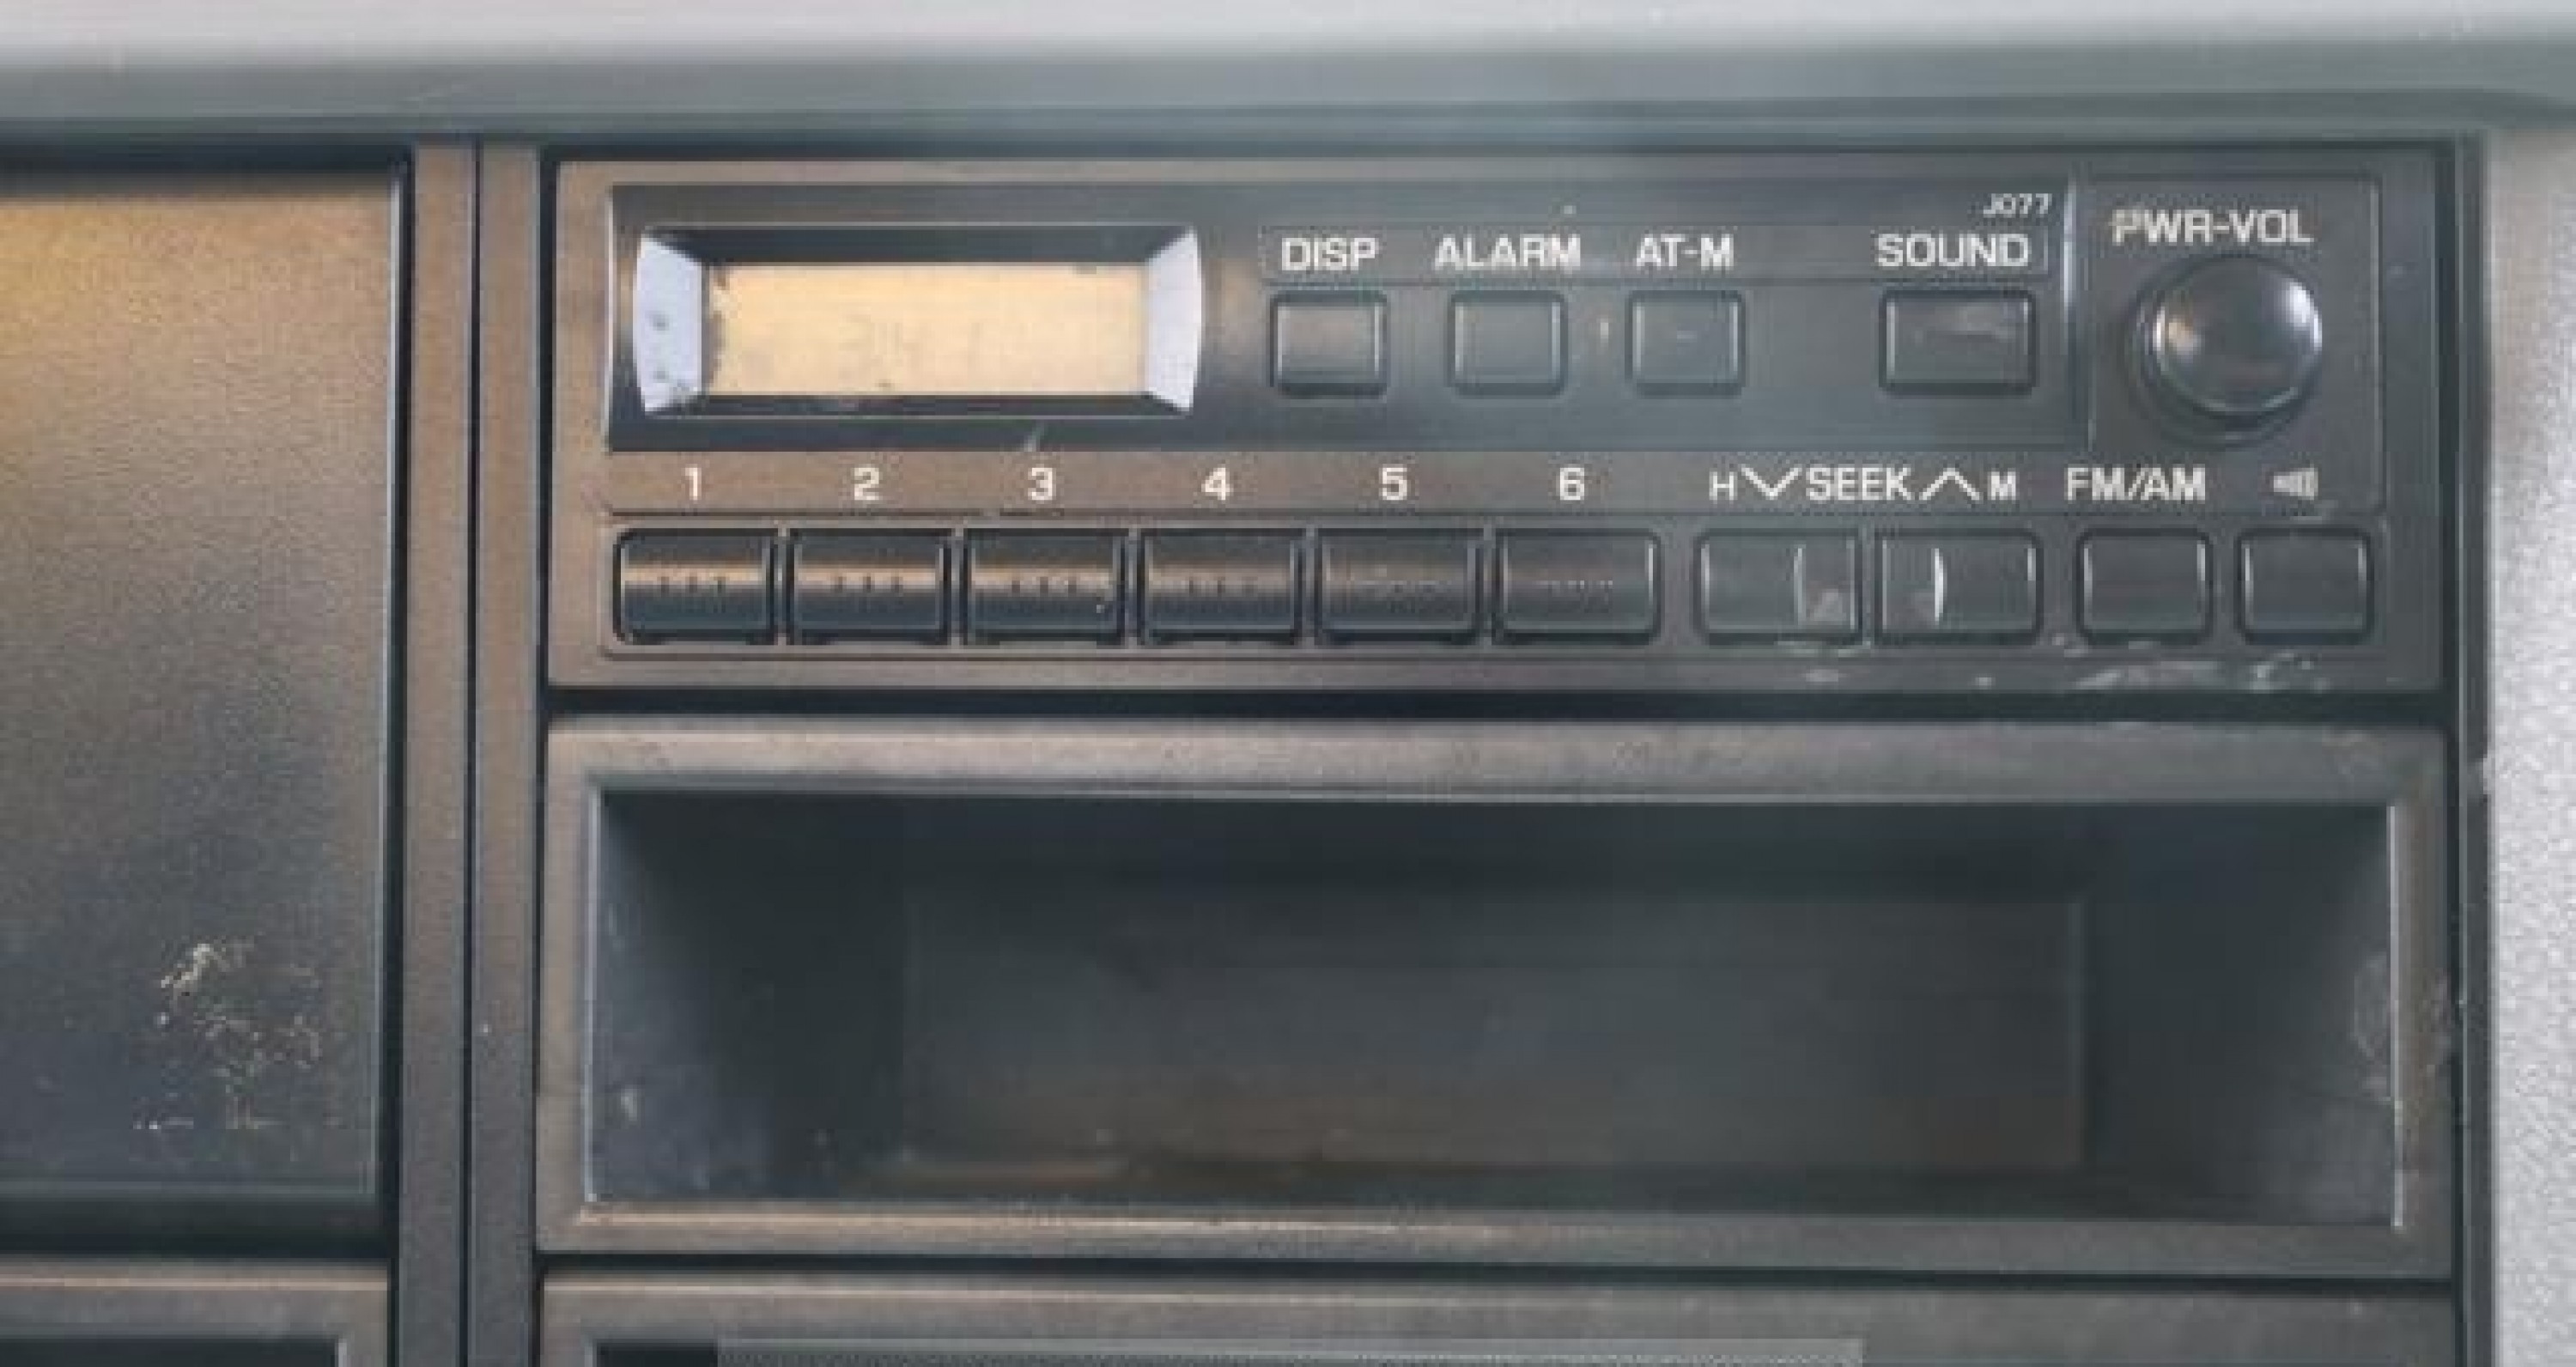 J077
DISP ALARM AT-M SOUND PWR-VOL
1 2 3 4 5 6 H SEEK M FM/AM